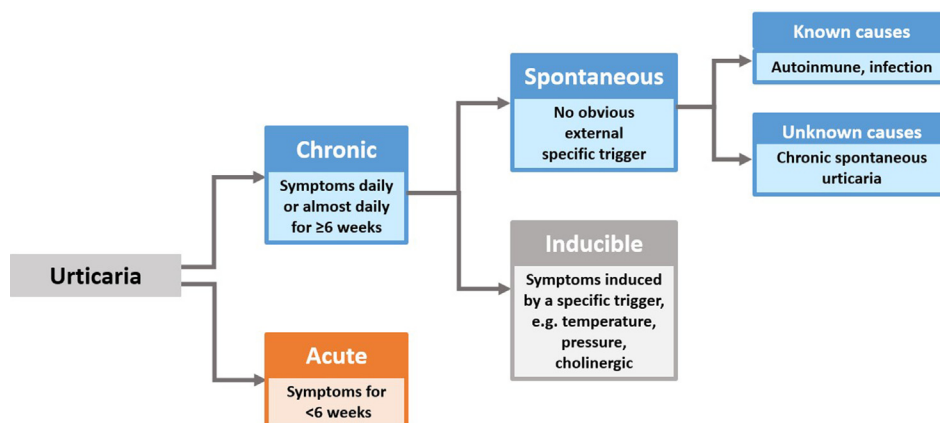 Urticaria
Chronic
Symptoms daily
or almost daily
for ≥6 weeks
Acute
Symptoms for
<6 weeks
Spontaneous
No obvious
external
specific trigger
Inducible
Symptoms induced
by a specific trigger,
e.g. temperature,
pressure,
cholinergic
Known causes
Autoinmune, infection
Unknown causes
Chronic spontaneous
urticaria